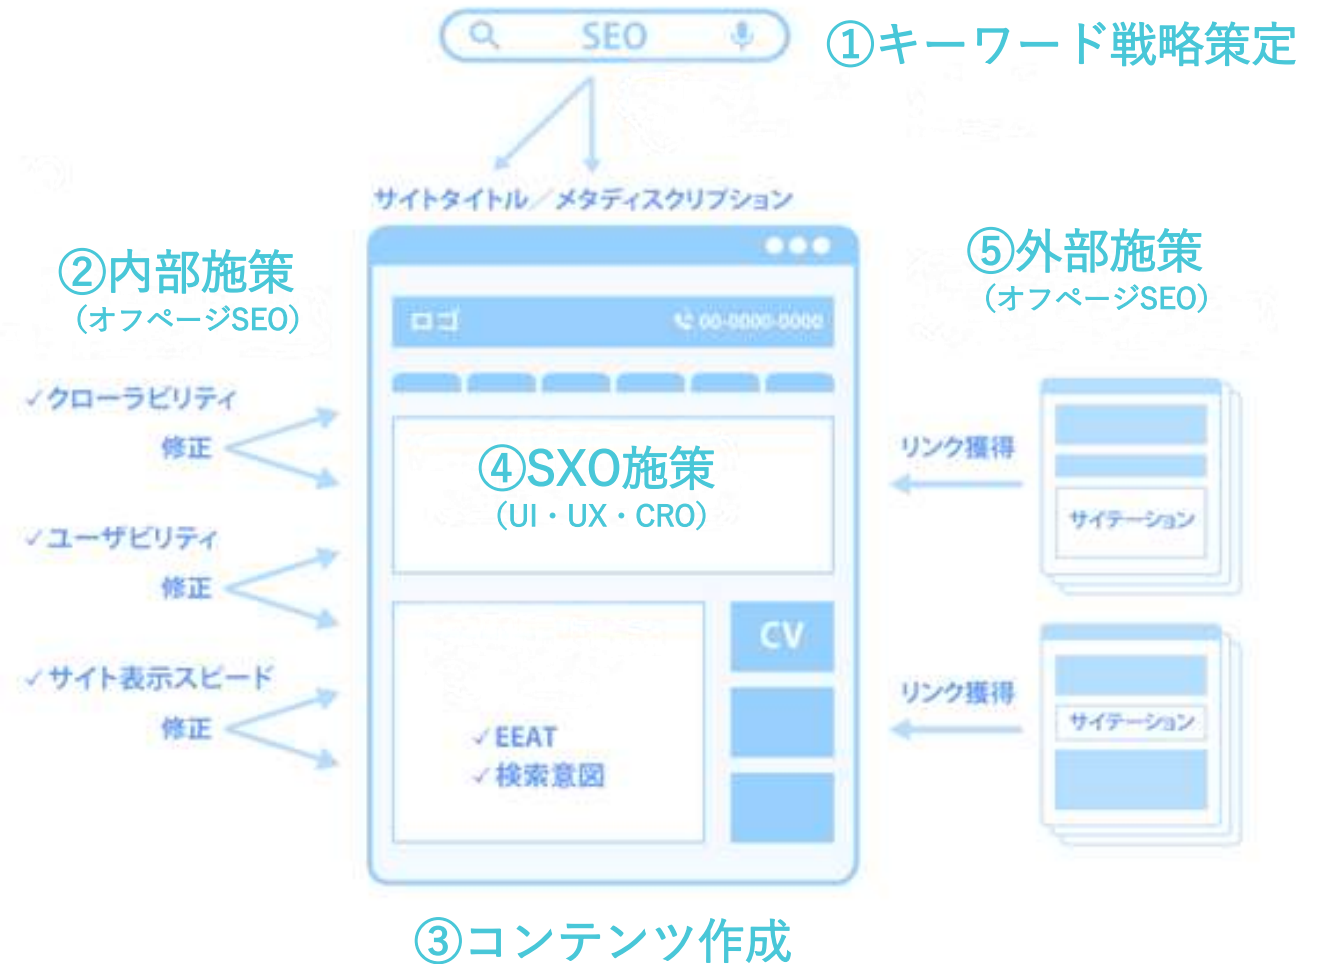 SEO
①キーワード戦略策定
サイトタイトル／メタディスクリプション
②内部施策
（オフページSEO）
✓クローラビリティ
修正
✓ユーザビリティ
修正
✓サイト表示スピード
修正
ロゴ
00-0000-0000
④SXO施策
（UI・UX・CRO）
CV
✓EEAT
✓検索意図
③コンテンツ作成
⑤外部施策
（オフページSEO）
リンク獲得
サイテーション
リンク獲得
サイテーション